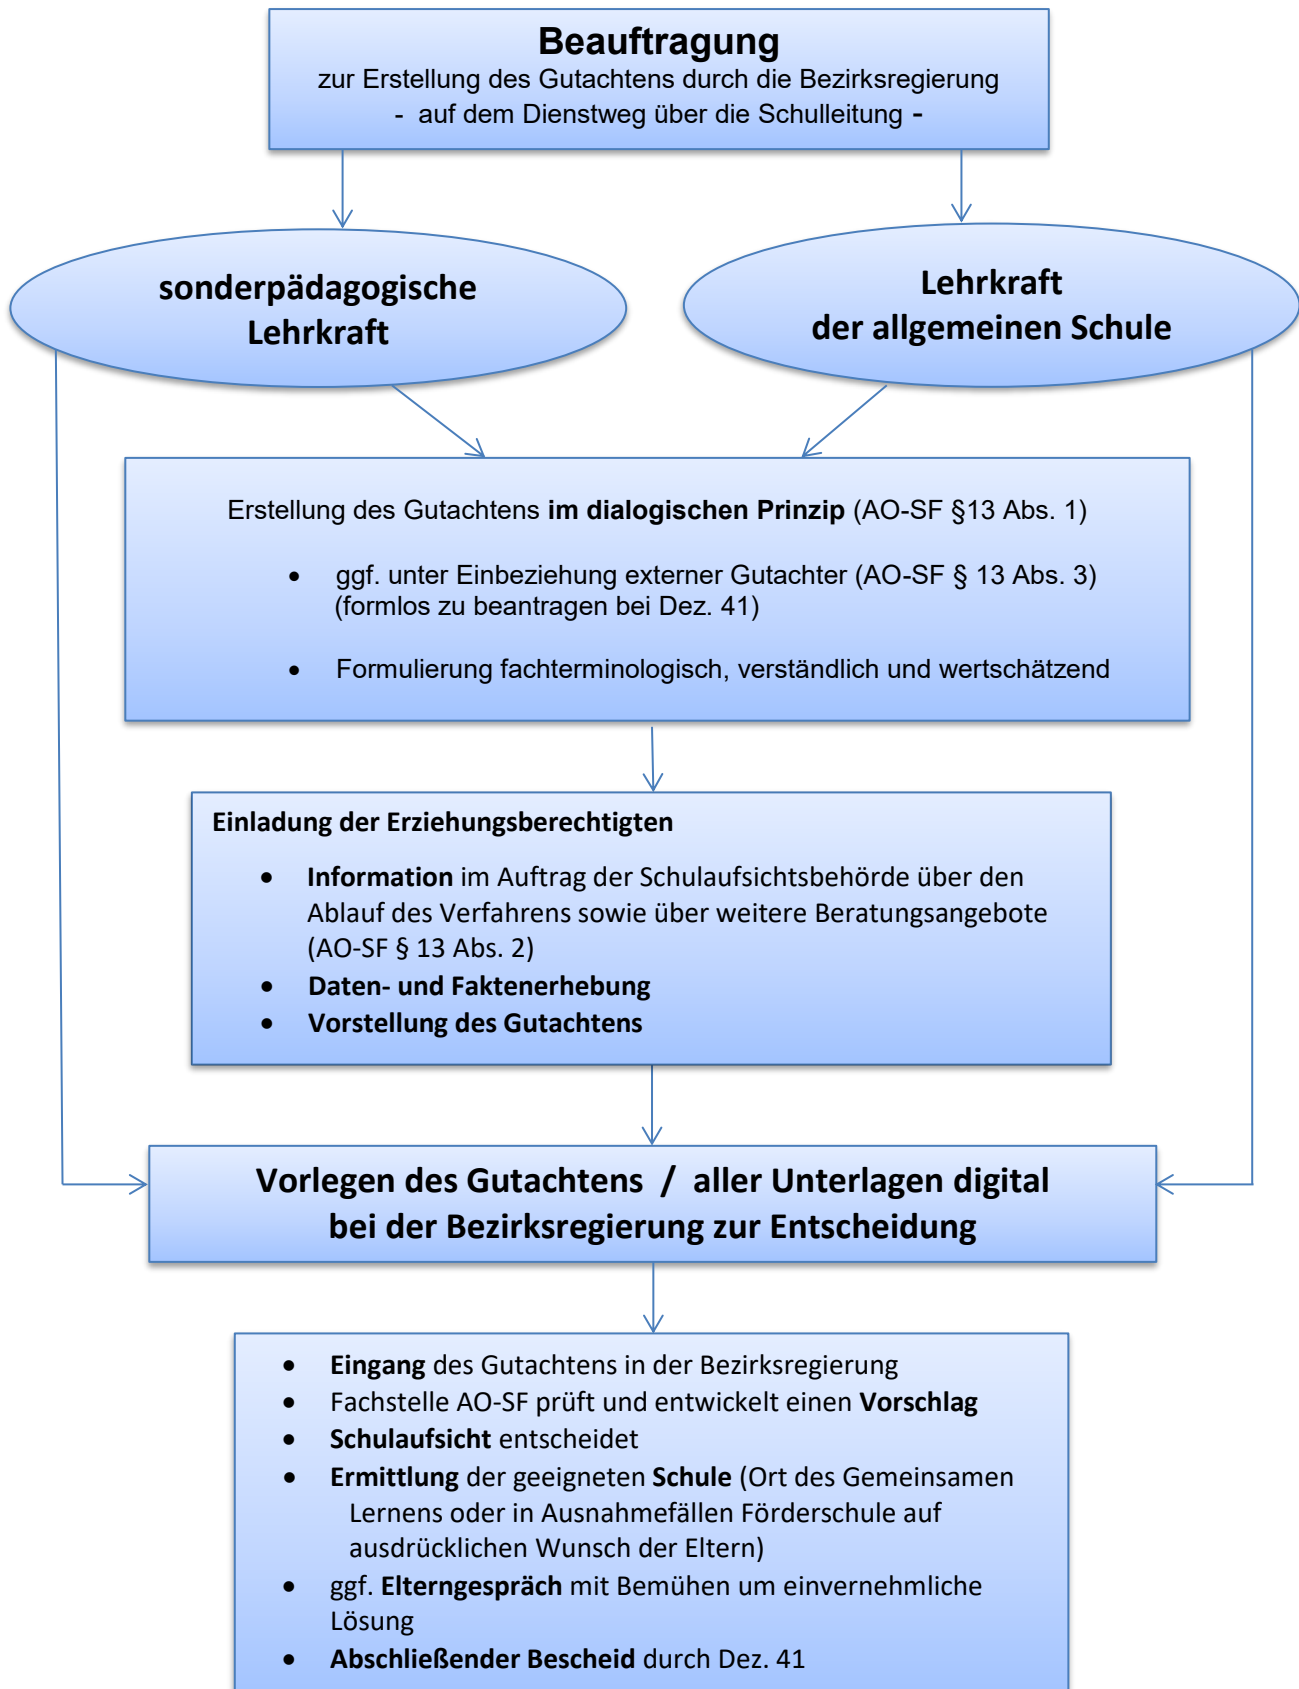 Beauftragung
zur Erstellung des Gutachtens durch die Bezirksregierung
- auf dem Dienstweg über die Schulleitung -
sonderpädagogische
Lehrkraft
Lehrkraft
der allgemeinen Schule
Erstellung des Gutachtens im dialogischen Prinzip (AO-SF §13 Abs. 1)
• ggf. unter Einbeziehung externer Gutachter (AO-SF § 13 Abs. 3)
(formlos zu beantragen bei Dez. 41)
• Formulierung fachterminologisch, verständlich und wertschätzend
Einladung der Erziehungsberechtigten
• Information im Auftrag der Schulaufsichtsbehörde über den
Ablauf des Verfahrens sowie über weitere Beratungsangebote
(AO-SF § 13 Abs. 2)
• Daten- und Faktenerhebung
• Vorstellung des Gutachtens
Vorlegen des Gutachtens / aller Unterlagen digital
bei der Bezirksregierung zur Entscheidung
• Eingang des Gutachtens in der Bezirksregierung
• Fachstelle AO-SF prüft und entwickelt einen Vorschlag
• Schulaufsicht entscheidet
• Ermittlung der geeigneten Schule (Ort des Gemeinsamen
Lernens oder in Ausnahmefällen Förderschule auf
ausdrücklichen Wunsch der Eltern)
• ggf. Elterngespräch mit Bemühen um einvernehmliche
Lösung
• Abschließender Bescheid durch Dez. 41